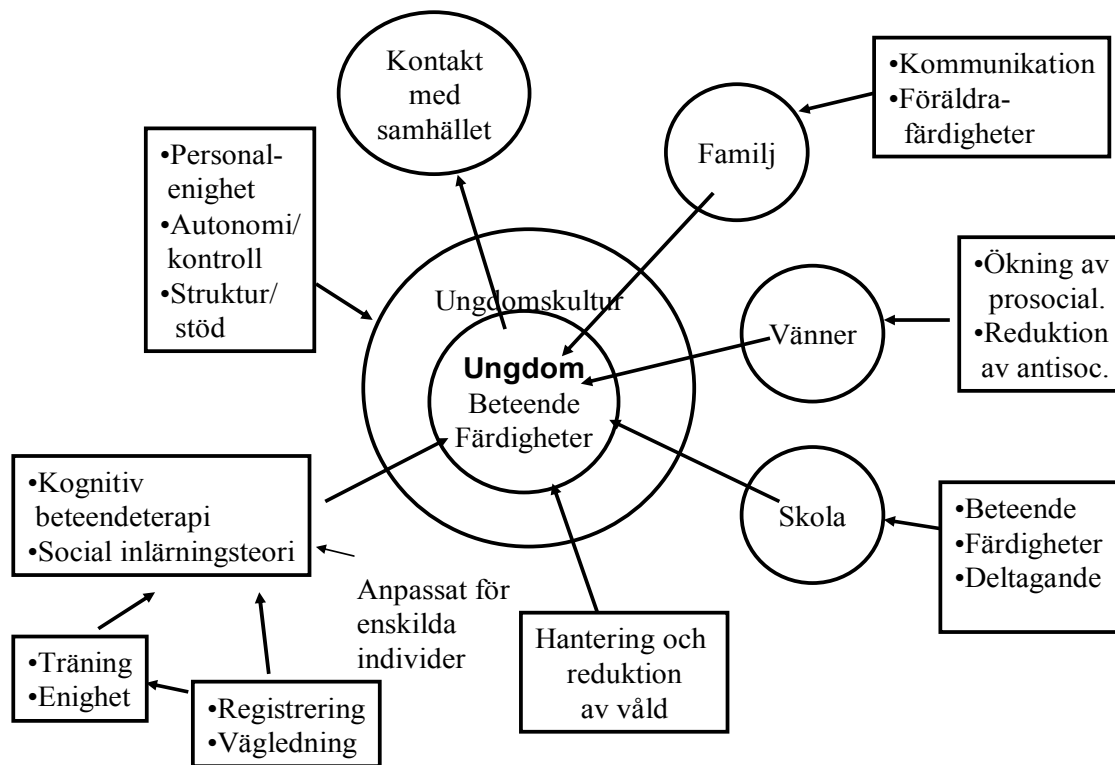 Kontakt
med
samhället
•Kommunikation
•Föräldra-
färdigheter
Familj
•Personal-
enighet
•Autonomi/
kontroll
•Struktur/
stöd
Ungdomskultur
Ungdom
Beteende
Färdigheter
Vänner
•Ökning av
prosocial.
•Reduktion
av antisoc.
•Kognitiv
beteendeterapi
•Social inlärningsteori
Skola
•Beteende
•Färdigheter
•Deltagande
Anpassat för
enskilda
individer
Hantering och
reduktion
av våld
•Träning
•Enighet
•Registrering
•Vägledning